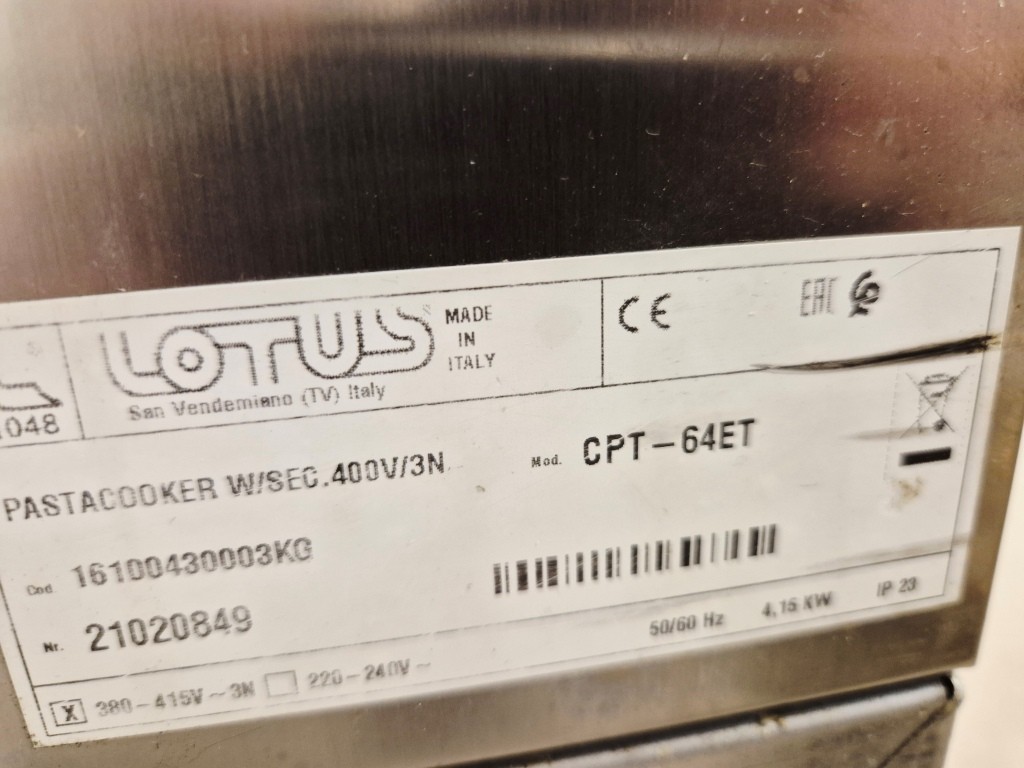 LOTUS
MADE
IN
ITALY
San Vendemiano (TV) Italy
CE
EAC
1048
PASTACOOKER W/SEC.400V/3N
Mod. CPT-64ET
Cod 16100430003KG
Nr. 21020849
50/60 Hz 4,15 KW IP 23
X 380-415V~3N 220-240V~